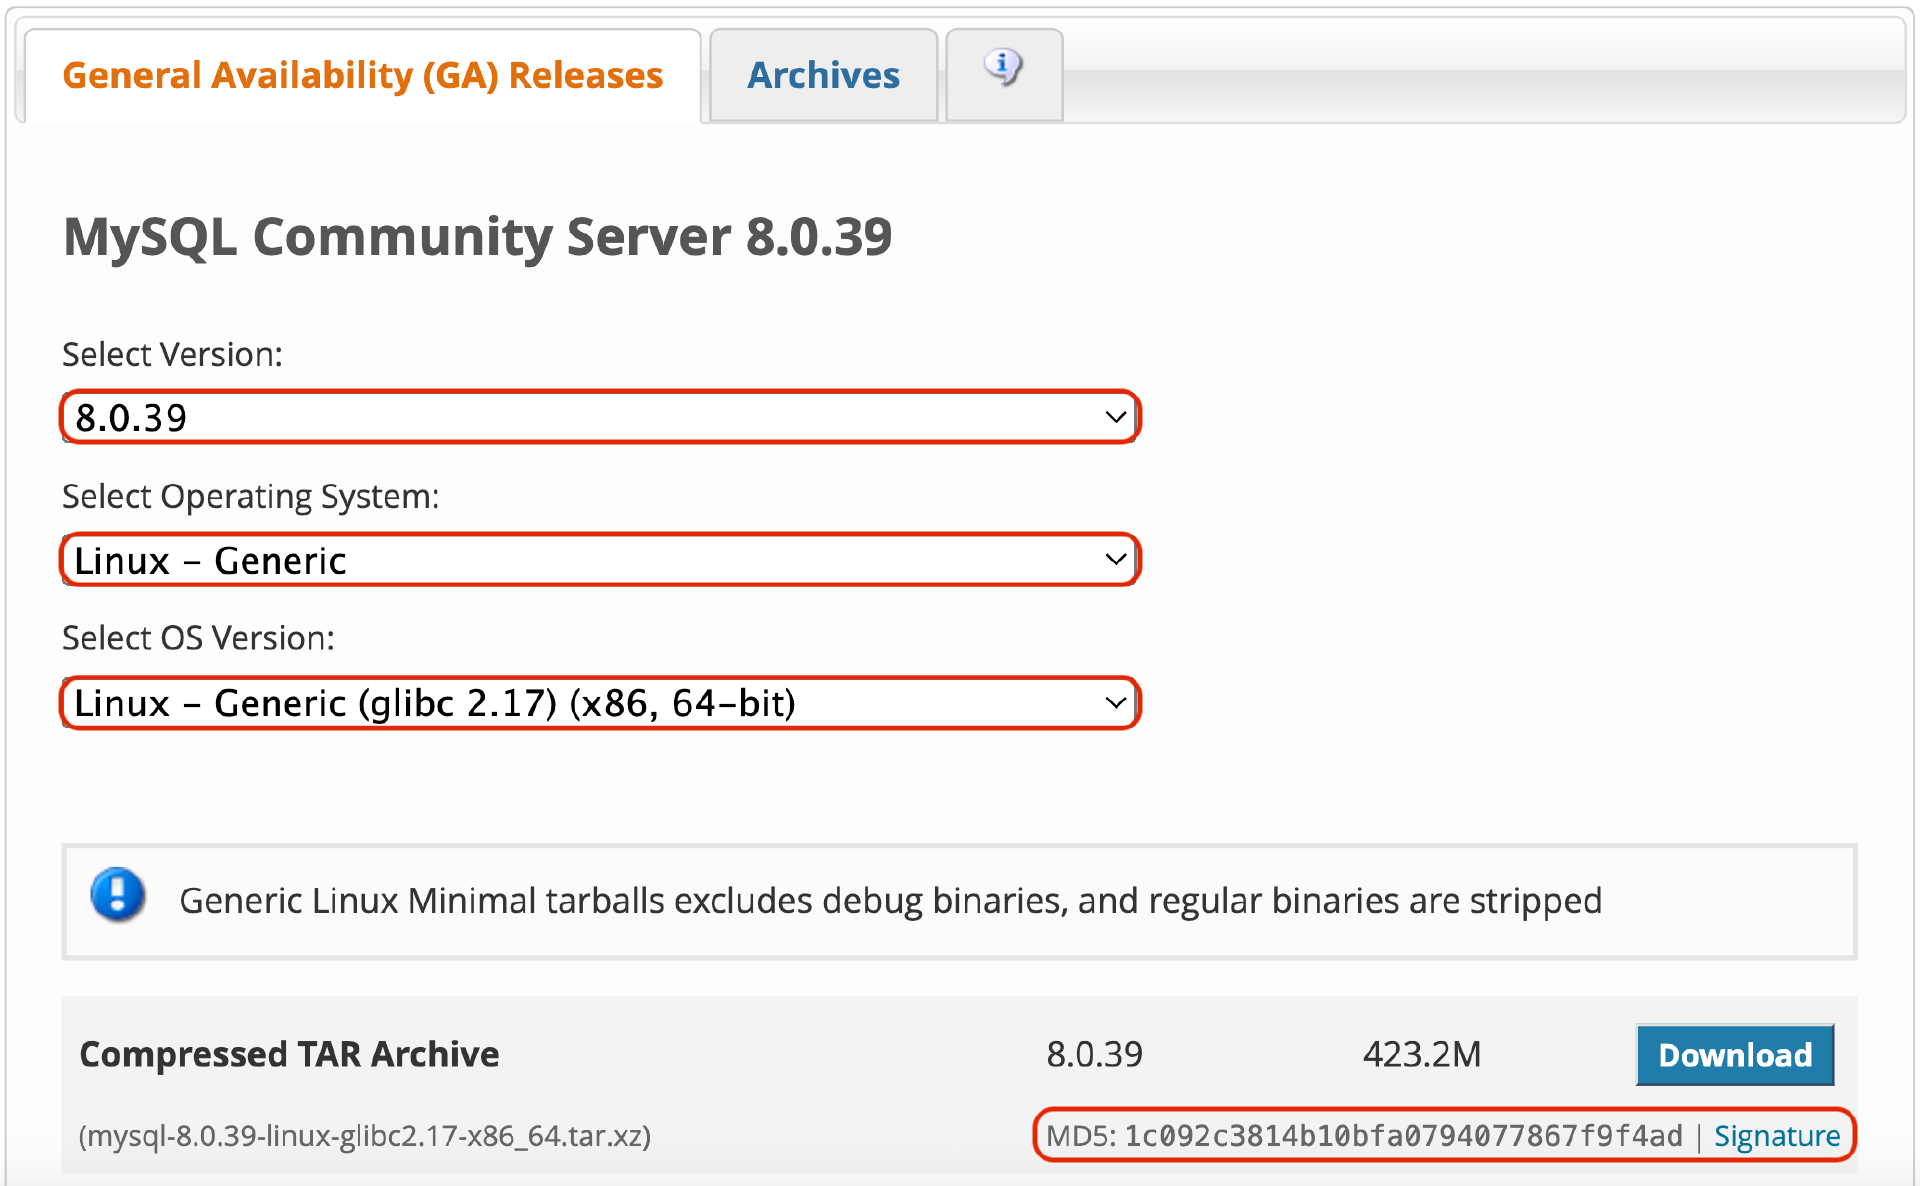 General Availability (GA) Releases Archives
MySQL Community Server 8.0.39
Select Version:
8.0.39
Select Operating System:
Linux – Generic
Select OS Version:
Linux – Generic (glibc 2.17) (x86, 64–bit)
Generic Linux Minimal tarballs excludes debug binaries, and regular binaries are stripped
Compressed TAR Archive 8.0.39 423.2M Download
(mysql-8.0.39-linux-glibc2.17-x86_64.tar.xz) MD5: 1c092c3814b10bfa0794077867f9f4ad | Signature